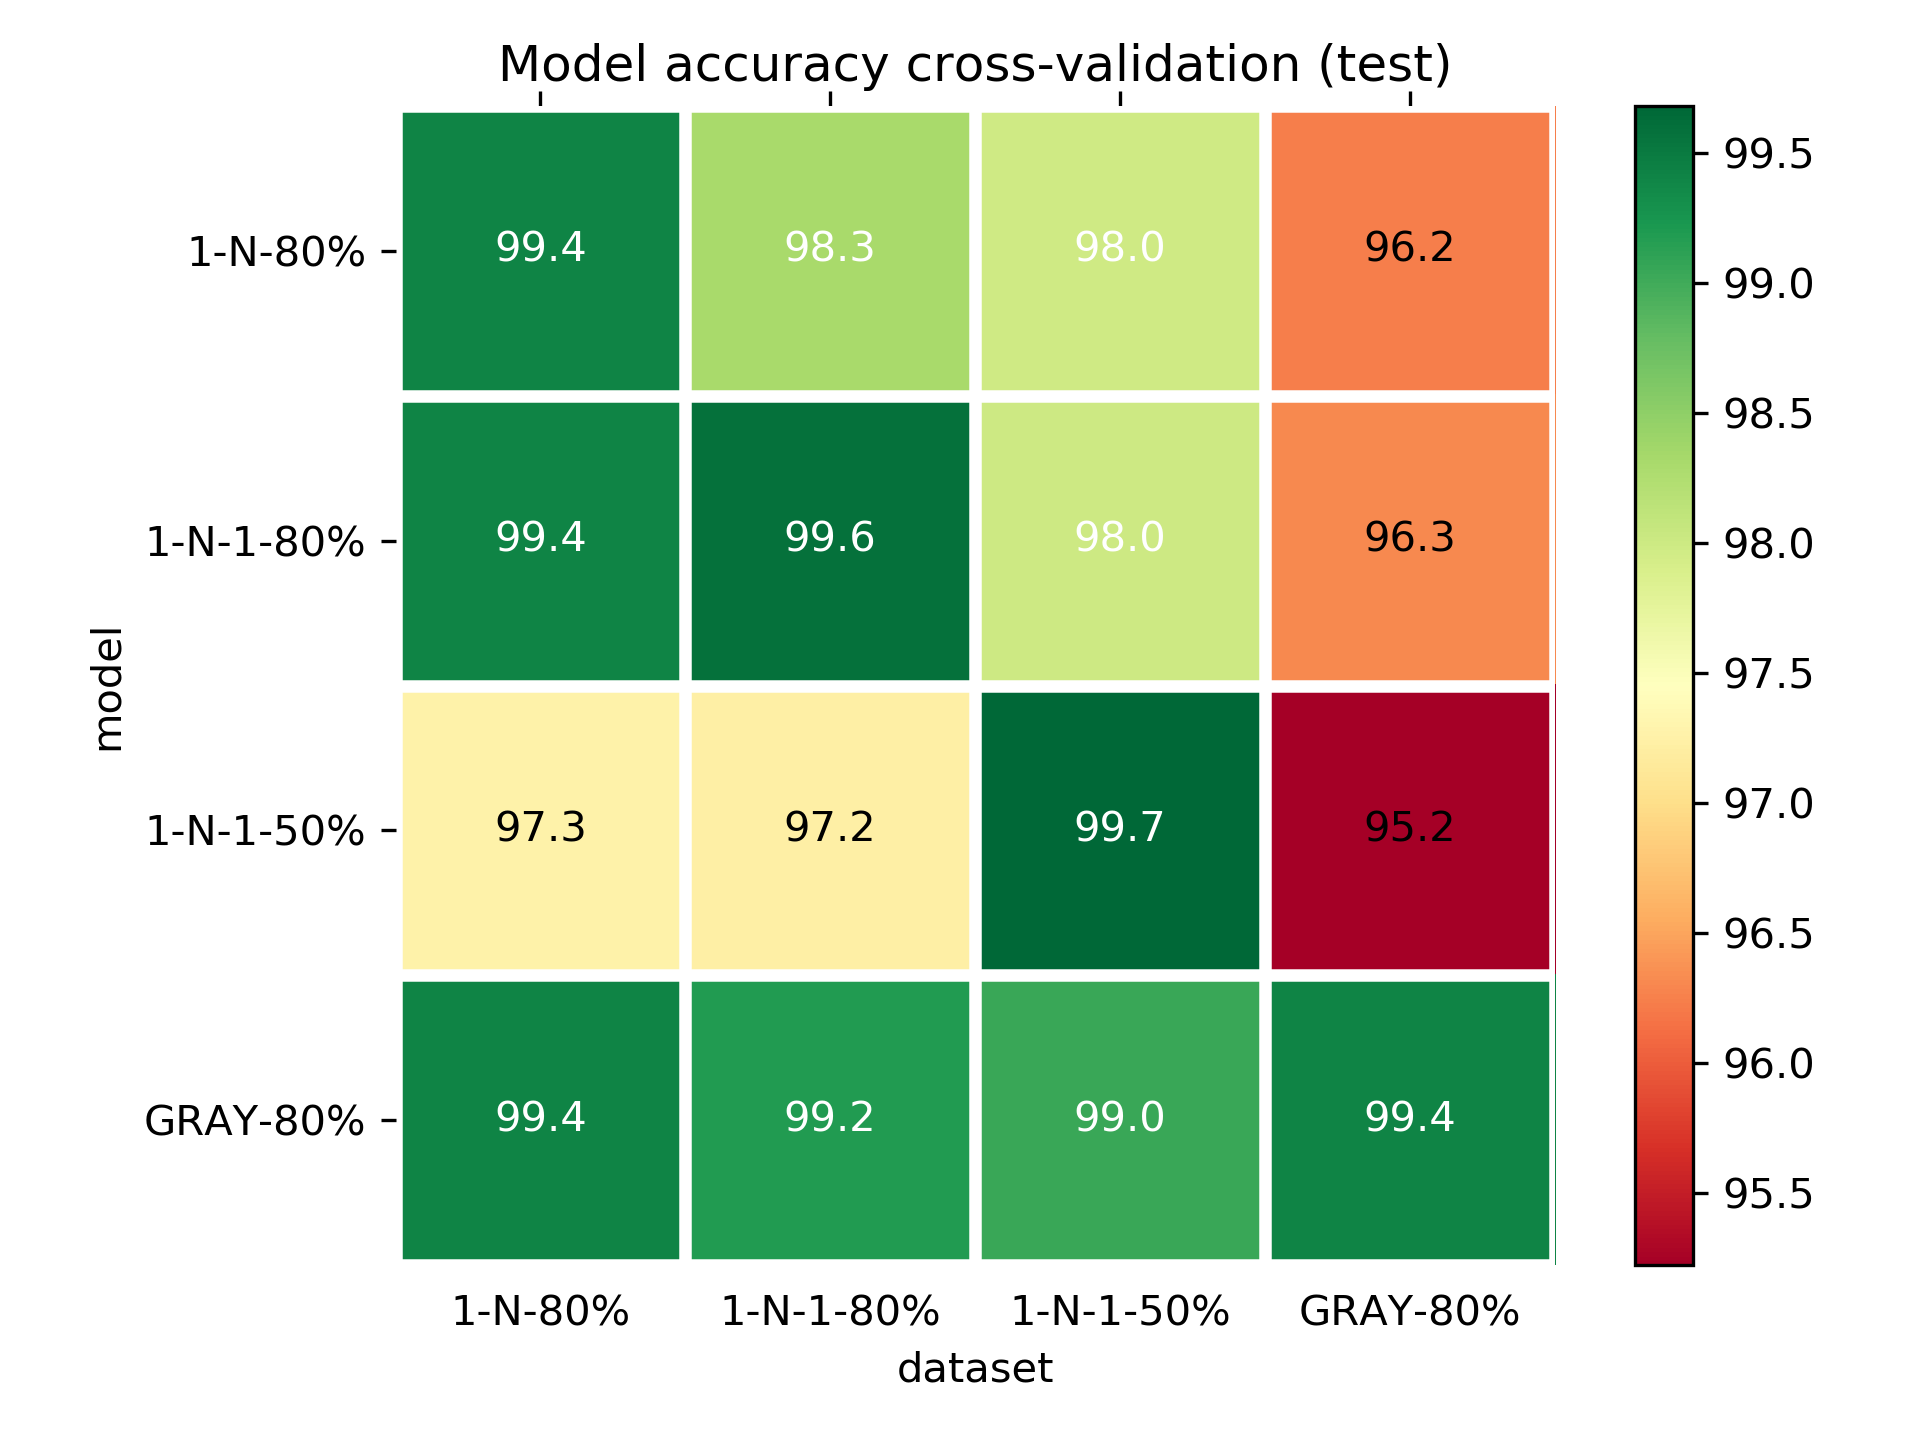 Model accuracy cross-validation (test)
1-N-80% 99.4 98.3 98.0 96.2
1-N-1-80% 99.4 99.6 98.0 96.3
1-N-1-50% 97.3 97.2 99.7 95.2
GRAY-80% 99.4 99.2 99.0 99.4
1-N-80% 1-N-1-80% 1-N-1-50% GRAY-80%
dataset
model
99.5
99.0
98.5
98.0
97.5
97.0
96.5
96.0
95.5